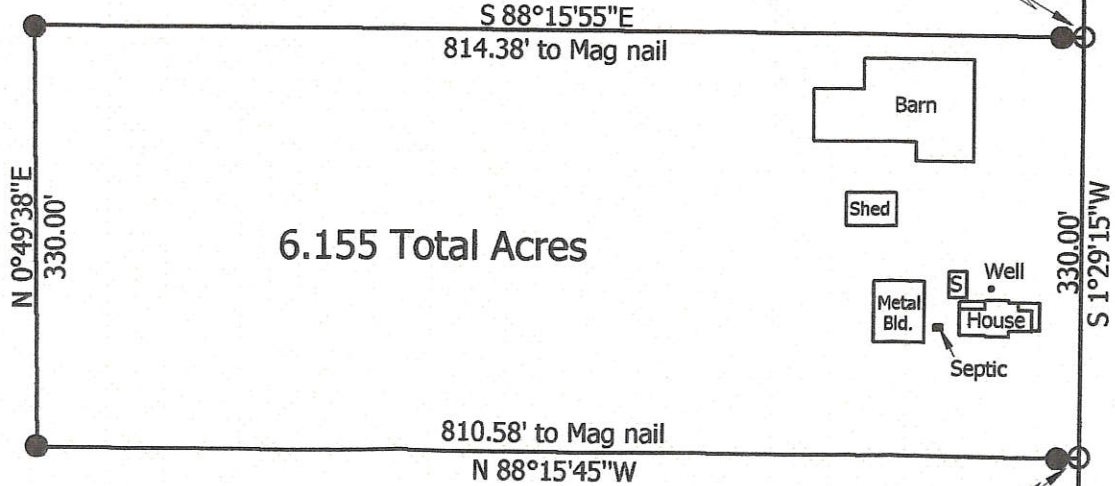 S 88°15'55"E
814.38' to Mag nail
Barn
N 0°49'38"E
330.00'
Shed
6.155 Total Acres
330.00'
S 1°29'15"W
S
Well
Metal
Bld.
House
Septic
810.58' to Mag nail
N 88°15'45"W